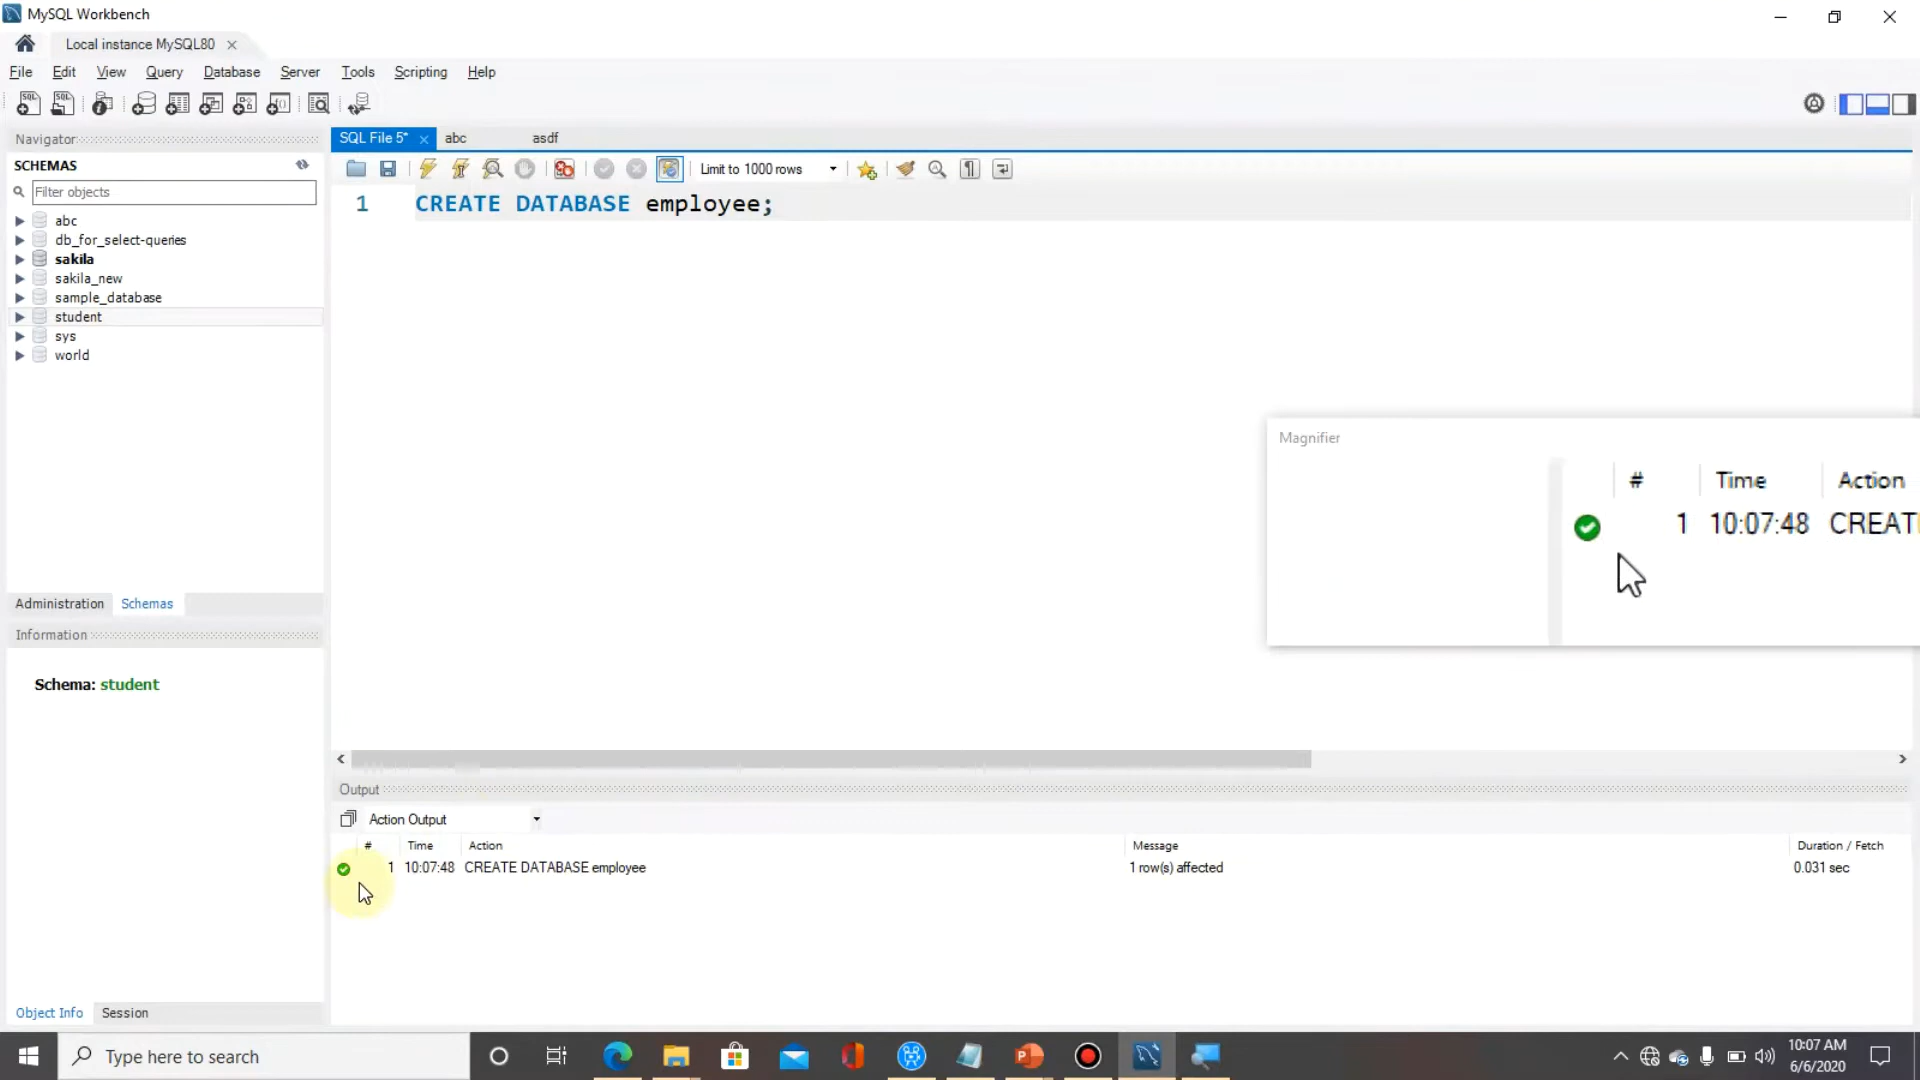 MySQL Workbench
Local instance MySQL80
File Edit View Query Database Server Tools Scripting Help
Navigator
SCHEMAS
Filter objects
abc
db_for_select-queries
sakila
sakila_new
sample_database
student
sys
world
Administration Schemas
Information
Schema: student
Object Info Session
SQL File 5* abc asdf
Limit to 1000 rows
1 CREATE DATABASE employee;
Magnifier
# Time Action
1 10:07:48 CREAT
Output
Action Output
# Time Action Message Duration / Fetch
1 10:07:48 CREATE DATABASE employee 1 row(s) affected 0.031 sec
Type here to search
10:07 AM
6/6/2020